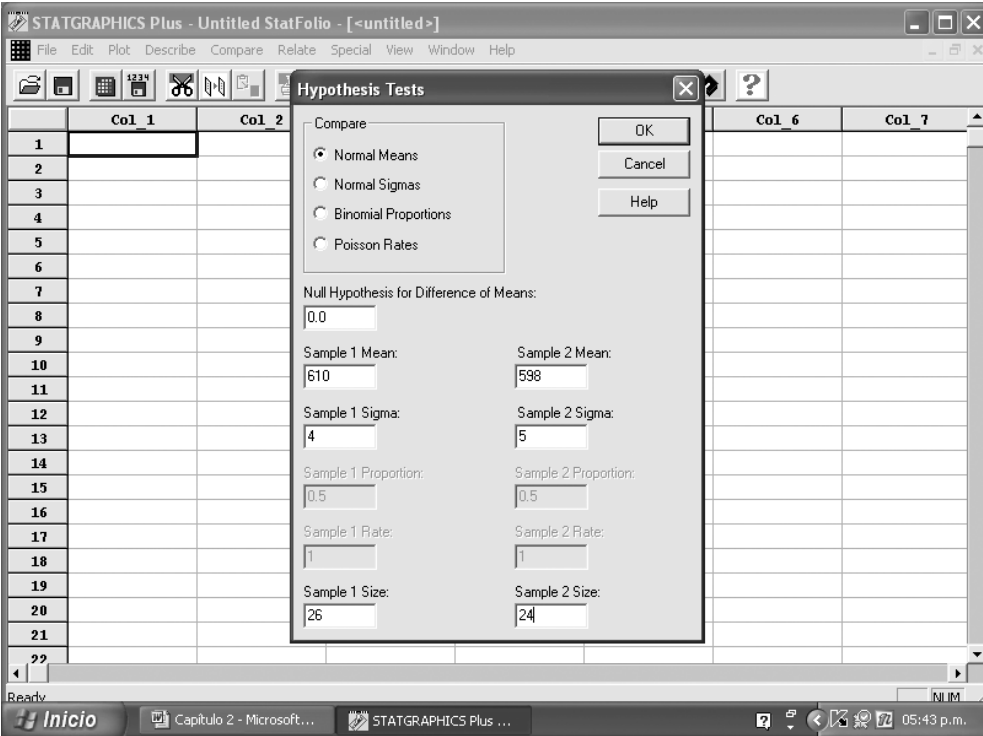 STATGRAPHICS Plus - Untitled StatFolio - [<untitled>]
File Edit Plot Describe Compare Relate Special View Window Help
1234
Hypothesis Tests
Col_1 Col_2 Col_6 Col_7
1
2
3
4
5
6
7
8
9
10
11
12
13
14
15
16
17
18
19
20
21
22
Compare
Normal Means
Normal Sigmas
Binomial Proportions
Poisson Rates
OK
Cancel
Help
Null Hypothesis for Difference of Means:
0.0
Sample 1 Mean: Sample 2 Mean:
610 598
Sample 1 Sigma: Sample 2 Sigma:
4 5
Sample 1 Proportion: Sample 2 Proportion:
0.5 0.5
Sample 1 Rate: Sample 2 Rate:
1 1
Sample 1 Size: Sample 2 Size:
26 24
Ready NUM
Inicio Capítulo 2 - Microsoft... STATGRAPHICS Plus ... 05:43 p.m.